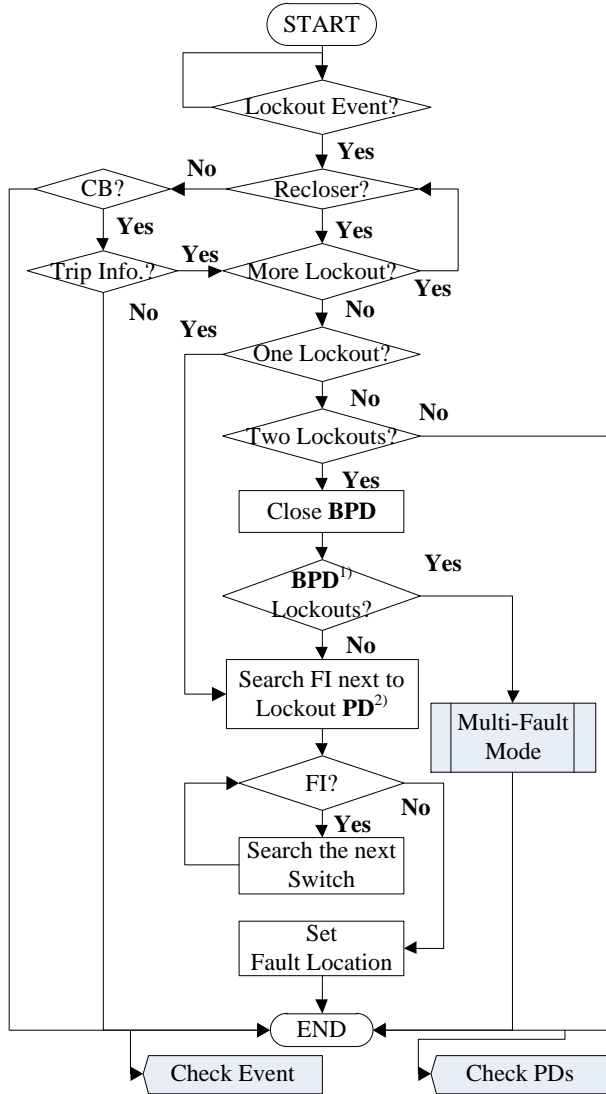 START
Lockout Event?
Yes
No
CB?
Recloser?
Yes
Yes
Yes
Trip Info.?
More Lockout?
Yes
No
No
Yes
One Lockout?
No
No
Two Lockouts?
Yes
Close BPD
BPD1)
Lockouts?
Yes
No
Search FI next to
Lockout PD2)
Multi-Fault
Mode
FI?
No
Yes
Search the next
Switch
Set
Fault Location
END
Check Event
Check PDs